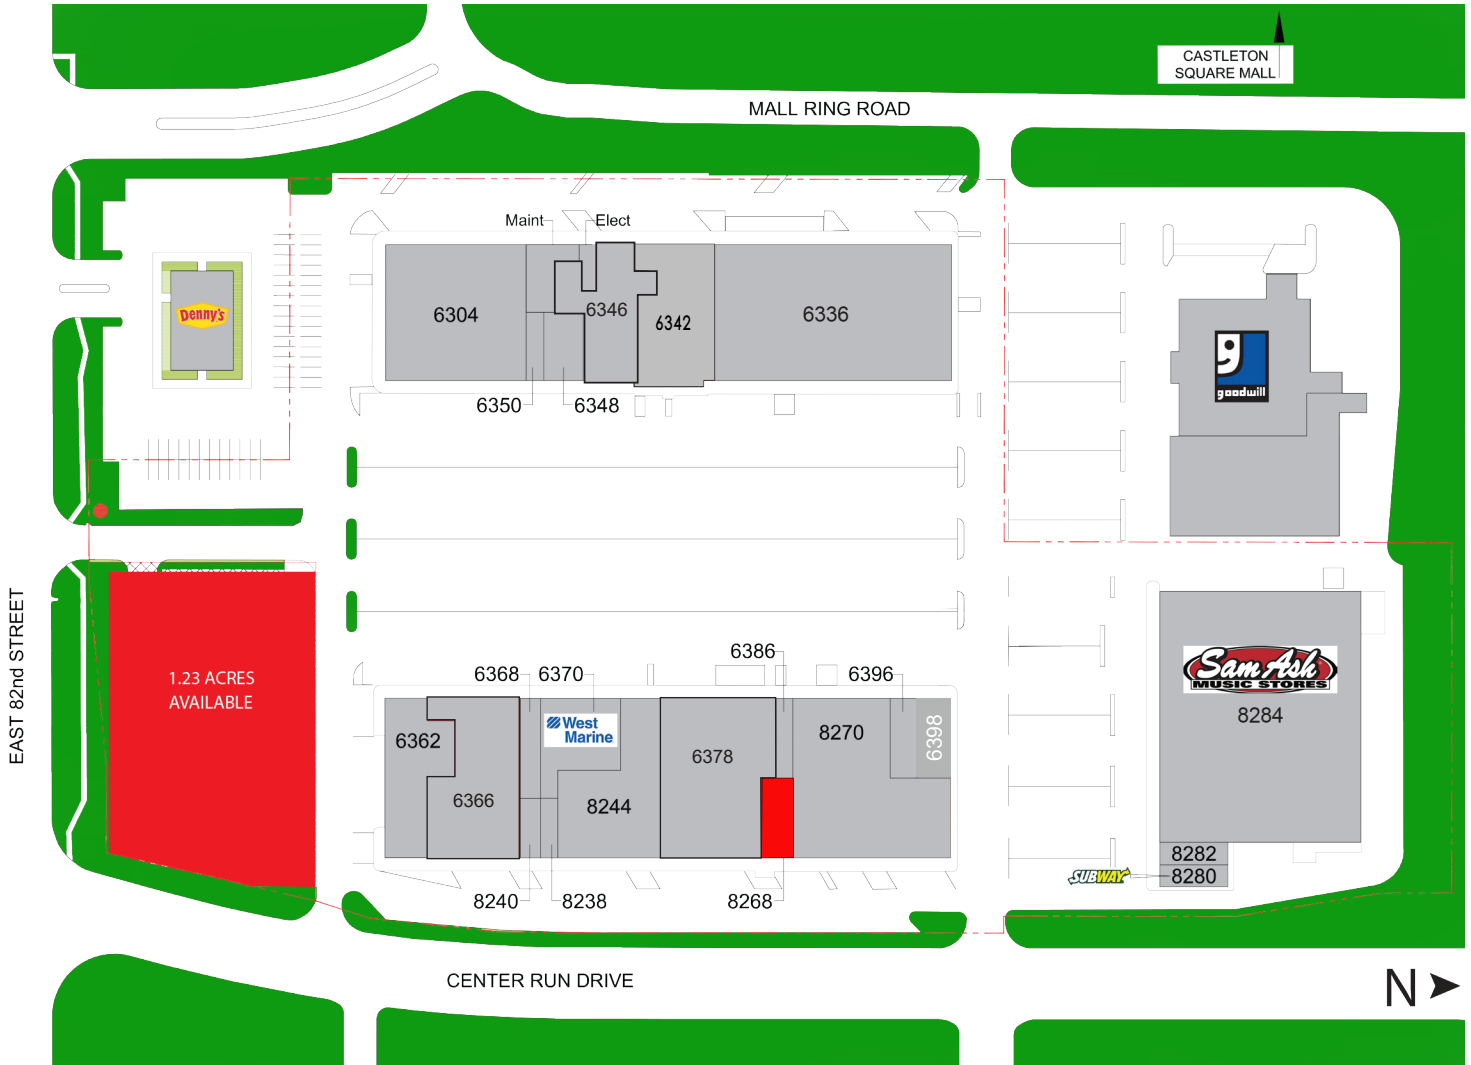 CASTLETON
SQUARE MALL
MALL RING ROAD
Maint
Elect
Denny's
6304
6346
6342
6336
goodwill
6350
6348
EAST 82nd STREET
1.23 ACRES
AVAILABLE
6386
6368
6370
6396
Sam Ash
MUSIC STORES
8284
West
Marine
6362
6378
8270
6398
6366
8244
8282
SUBWAY
8280
8240
8238
8268
CENTER RUN DRIVE
N